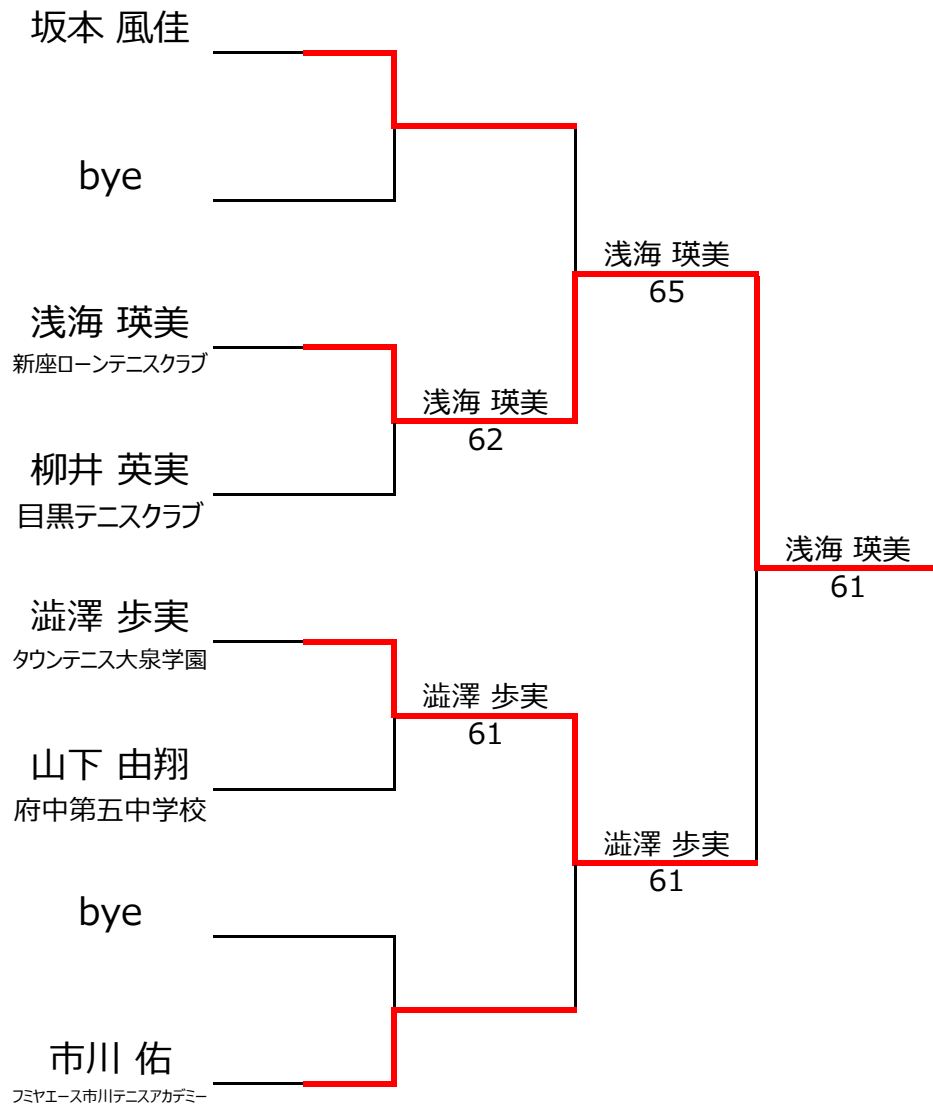 坂本 風佳
bye
浅海 瑛美
65
浅海 瑛美
新座ローンテニスクラブ
浅海 瑛美
62
柳井 英実
目黒テニスクラブ
浅海 瑛美
61
澁澤 歩実
タウンテニス大泉学園
澁澤 歩実
61
山下 由翔
府中第五中学校
澁澤 歩実
61
bye
市川 佑
フミヤエース市川テニスアカデミー